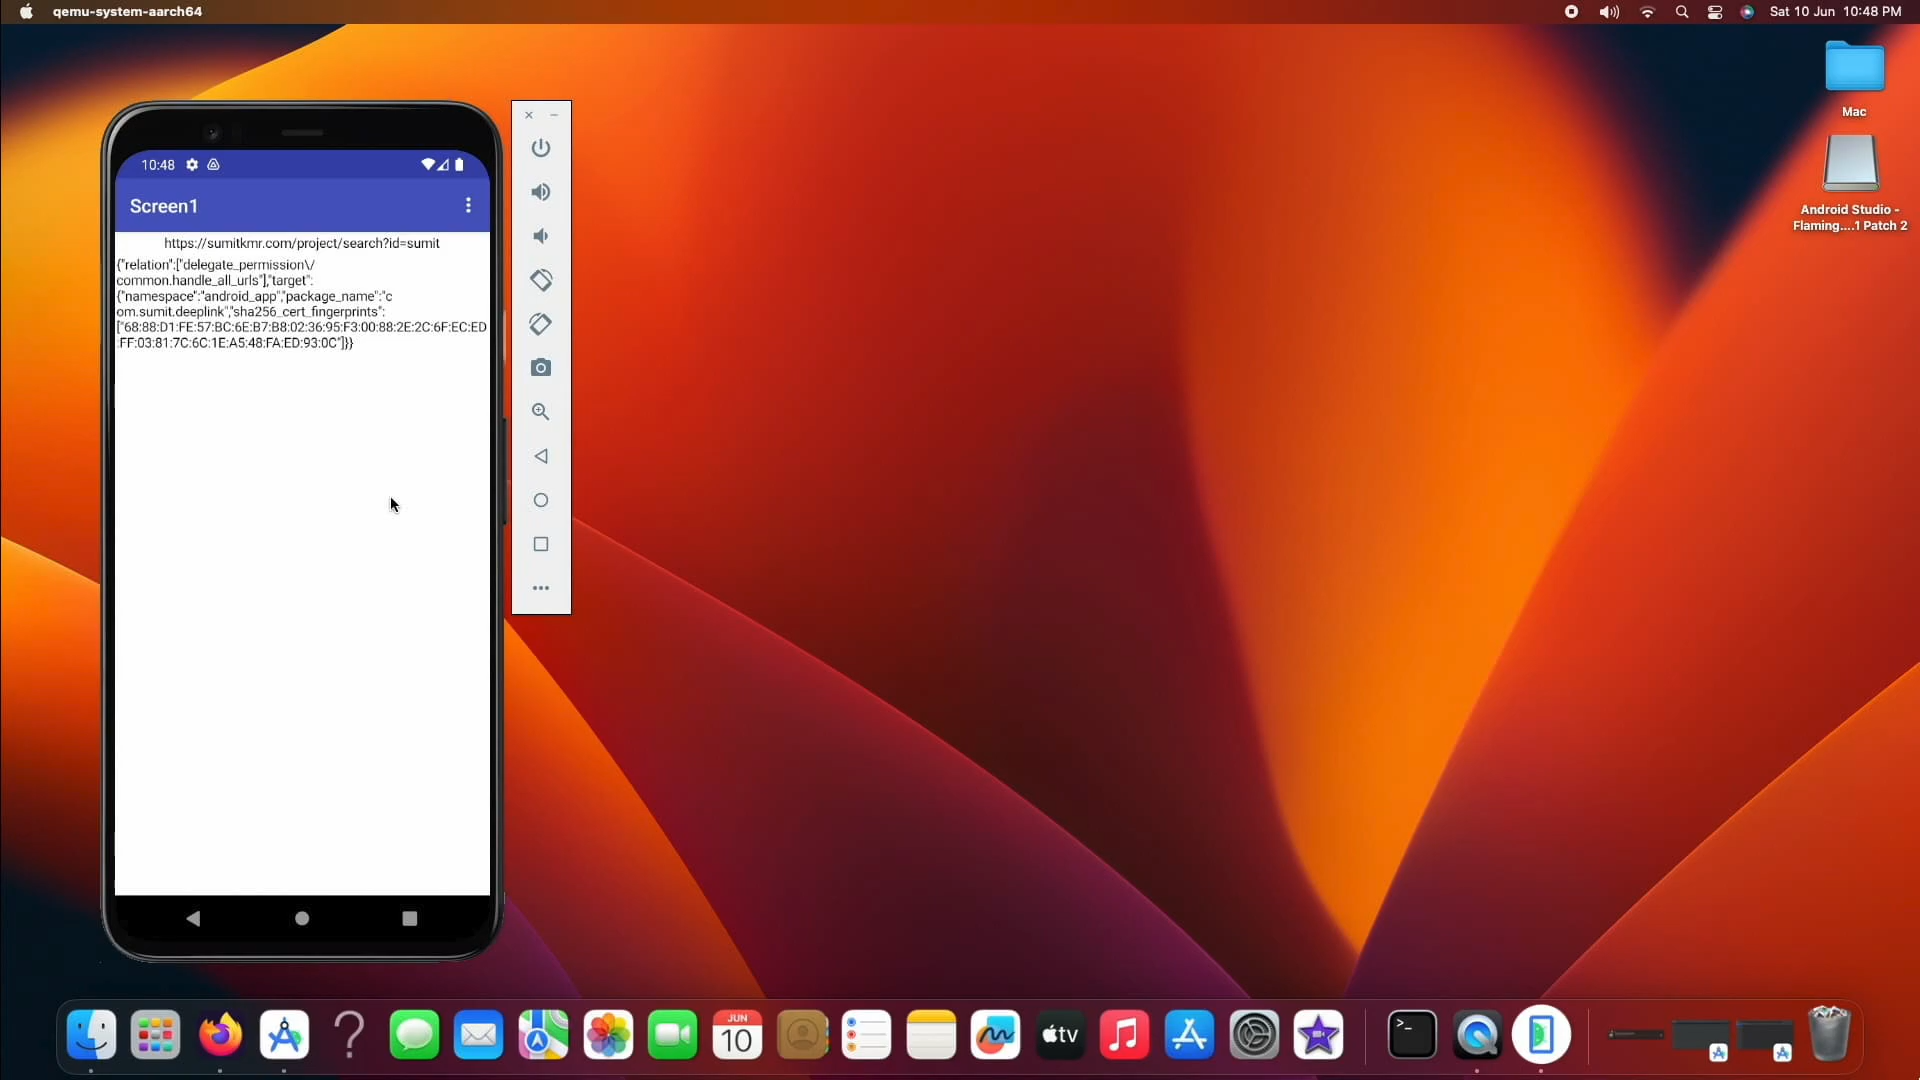 qemu-system-aarch64
Sat 10 Jun 10:48 PM
Mac
Android Studio -
Flaming....1 Patch 2
10:48
Screen1
https://sumitkmr.com/project/search?id=sumit
{"relation":["delegate_permission\/
common.handle_all_urls"],"target":
{"namespace":"android_app","package_name":"c
om.sumit.deeplink","sha256_cert_fingerprints":
["68:88:D1:FE:57:BC:6E:B7:B8:02:36:95:F3:00:88:2E:2C:6F:EC:ED
:FF:03:81:7C:6C:1E:A5:48:FA:ED:93:0C"]}}
JUN
10
tv